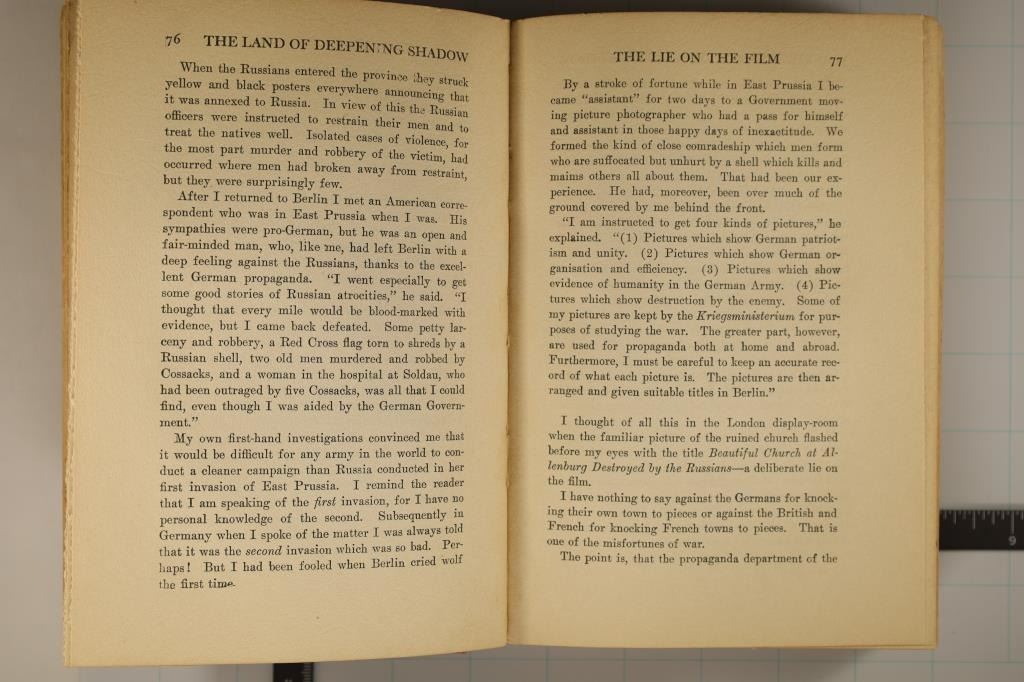 76 THE LAND OF DEEPENING SHADOW
When the Russians entered the province they struck
yellow and black posters everywhere announcing that
it was annexed to Russia. In view of this the Russian
officers were instructed to restrain their men and to
treat the natives well. Isolated cases of violence, for
the most part murder and robbery of the victim, had
occurred where men had broken away from restraint,
but they were surprisingly few.
After I returned to Berlin I met an American corre-
spondent who was in East Prussia when I was. His
sympathies were pro-German, but he was an open and
fair-minded man, who, like me, had left Berlin with a
deep feeling against the Russians, thanks to the excel-
lent German propaganda. "I went especially to get
some good stories of Russian atrocities," he said. "I
thought that every mile would be blood-marked with
evidence, but I came back defeated. Some petty lar-
ceny and robbery, a Red Cross flag torn to shreds by a
Russian shell, two old men murdered and robbed by
Cossacks, and a woman in the hospital at Soldau, who
had been outraged by five Cossacks, was all that I could
find, even though I was aided by the German Govern-
ment."
My own first-hand investigations convinced me that
it would be difficult for any army in the world to con-
duct a cleaner campaign than Russia conducted in her
first invasion of East Prussia. I remind the reader
that I am speaking of the first invasion, for I have no
personal knowledge of the second. Subsequently in
Germany when I spoke of the matter I was always told
that it was the second invasion which was so bad. Per-
haps! But I had been fooled when Berlin cried wolf
the first time.
THE LIE ON THE FILM 77
By a stroke of fortune while in East Prussia I be-
came "assistant" for two days to a Government mov-
ing picture photographer who had a pass for himself
and assistant in those happy days of inexactitude. We
formed the kind of close comradeship which men form
who are suffocated but unhurt by a shell which kills and
maims others all about them. That had been our ex-
perience. He had, moreover, been over much of the
ground covered by me behind the front.
"I am instructed to get four kinds of pictures," he
explained. "(1) Pictures which show German patriot-
ism and unity. (2) Pictures which show German or-
ganisation and efficiency. (3) Pictures which show
evidence of humanity in the German Army. (4) Pic-
tures which show destruction by the enemy. Some of
my pictures are kept by the Kriegsministerium for pur-
poses of studying the war. The greater part, however,
are used for propaganda both at home and abroad.
Furthermore, I must be careful to keep an accurate rec-
ord of what each picture is. The pictures are then ar-
ranged and given suitable titles in Berlin."
I thought of all this in the London display-room
when the familiar picture of the ruined church flashed
before my eyes with the title Beautiful Church at Al-
lenburg Destroyed by the Russians—a deliberate lie on
the film.
I have nothing to say against the Germans for knock-
ing their own town to pieces or against the British and
French for knocking French towns to pieces. That is
one of the misfortunes of war.
The point is, that the propaganda department of the
9